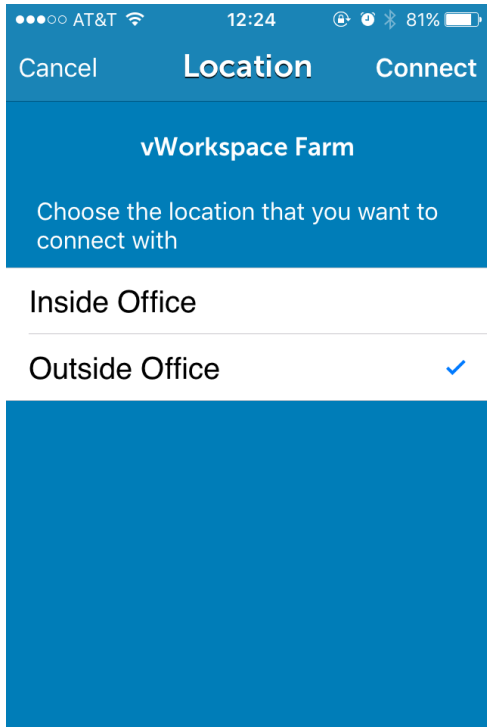 AT&T 12:24 81%
Cancel Location Connect
vWorkspace Farm
Choose the location that you want to
connect with
Inside Office
Outside Office